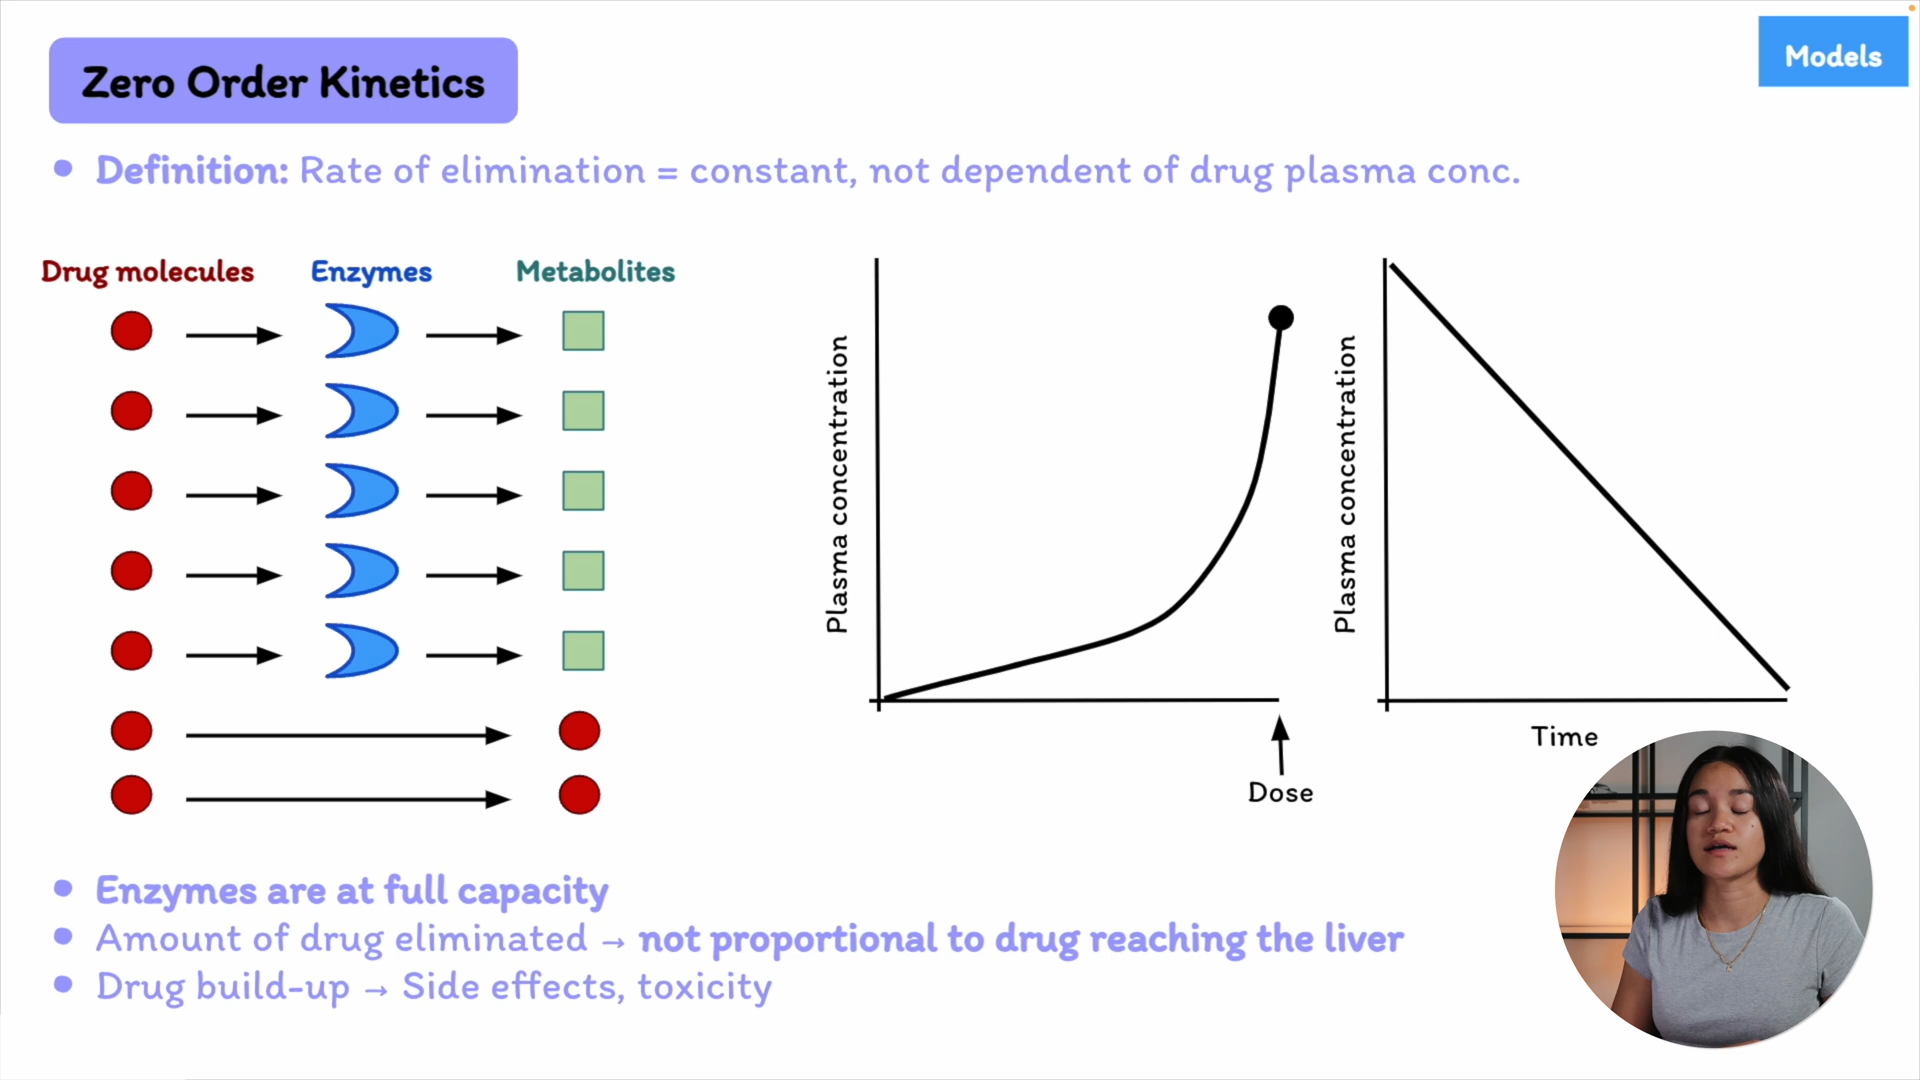 Zero Order Kinetics
Models
• Definition: Rate of elimination = constant, not dependent of drug plasma conc.
Drug molecules
Enzymes
Metabolites
Plasma concentration
Dose
Plasma concentration
Time
• Enzymes are at full capacity
• Amount of drug eliminated → not proportional to drug reaching the liver
• Drug build-up → Side effects, toxicity